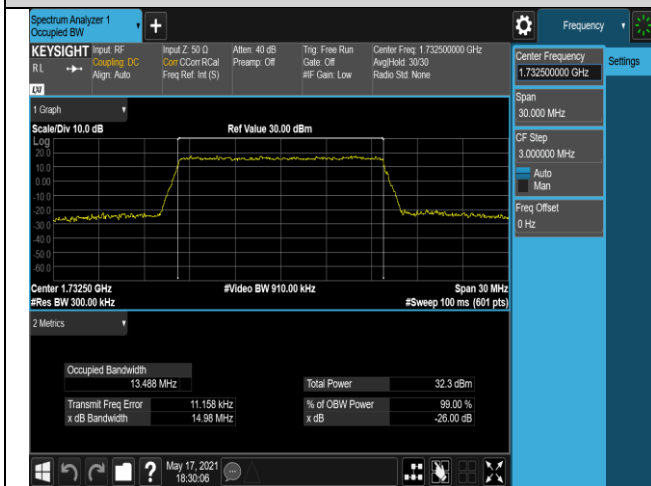 Spectrum Analyzer 1
Occupied BW
+
Frequency
KEYSIGHT
RL
LXI
Input: RF
Coupling: DC
Align: Auto
Input Z: 50 Ω
Corr CCorr RCal
Freq Ref: Int (S)
Atten: 40 dB
Preamp: Off
Trig: Free Run
Gate: Off
#IF Gain: Low
Center Freq: 1.732500000 GHz
Avg|Hold: 30/30
Radio Std: None
Center Frequency
1.732500000 GHz
Settings
Span
30.000 MHz
CF Step
3.000000 MHz
Auto
Man
Freq Offset
0 Hz
1 Graph
Scale/Div 10.0 dB
Ref Value 30.00 dBm
Log
20.0
10.0
0.00
-10.0
-20.0
-30.0
-40.0
-50.0
-60.0
Center 1.73250 GHz
#Video BW 910.00 kHz
Span 30 MHz
#Res BW 300.00 kHz
#Sweep 100 ms (601 pts)
2 Metrics
Occupied Bandwidth
13.488 MHz
Total Power 32.3 dBm
Transmit Freq Error 11.158 kHz
% of OBW Power 99.00 %
x dB Bandwidth 14.98 MHz
x dB -26.00 dB
?
May 17, 2021
18:30:06